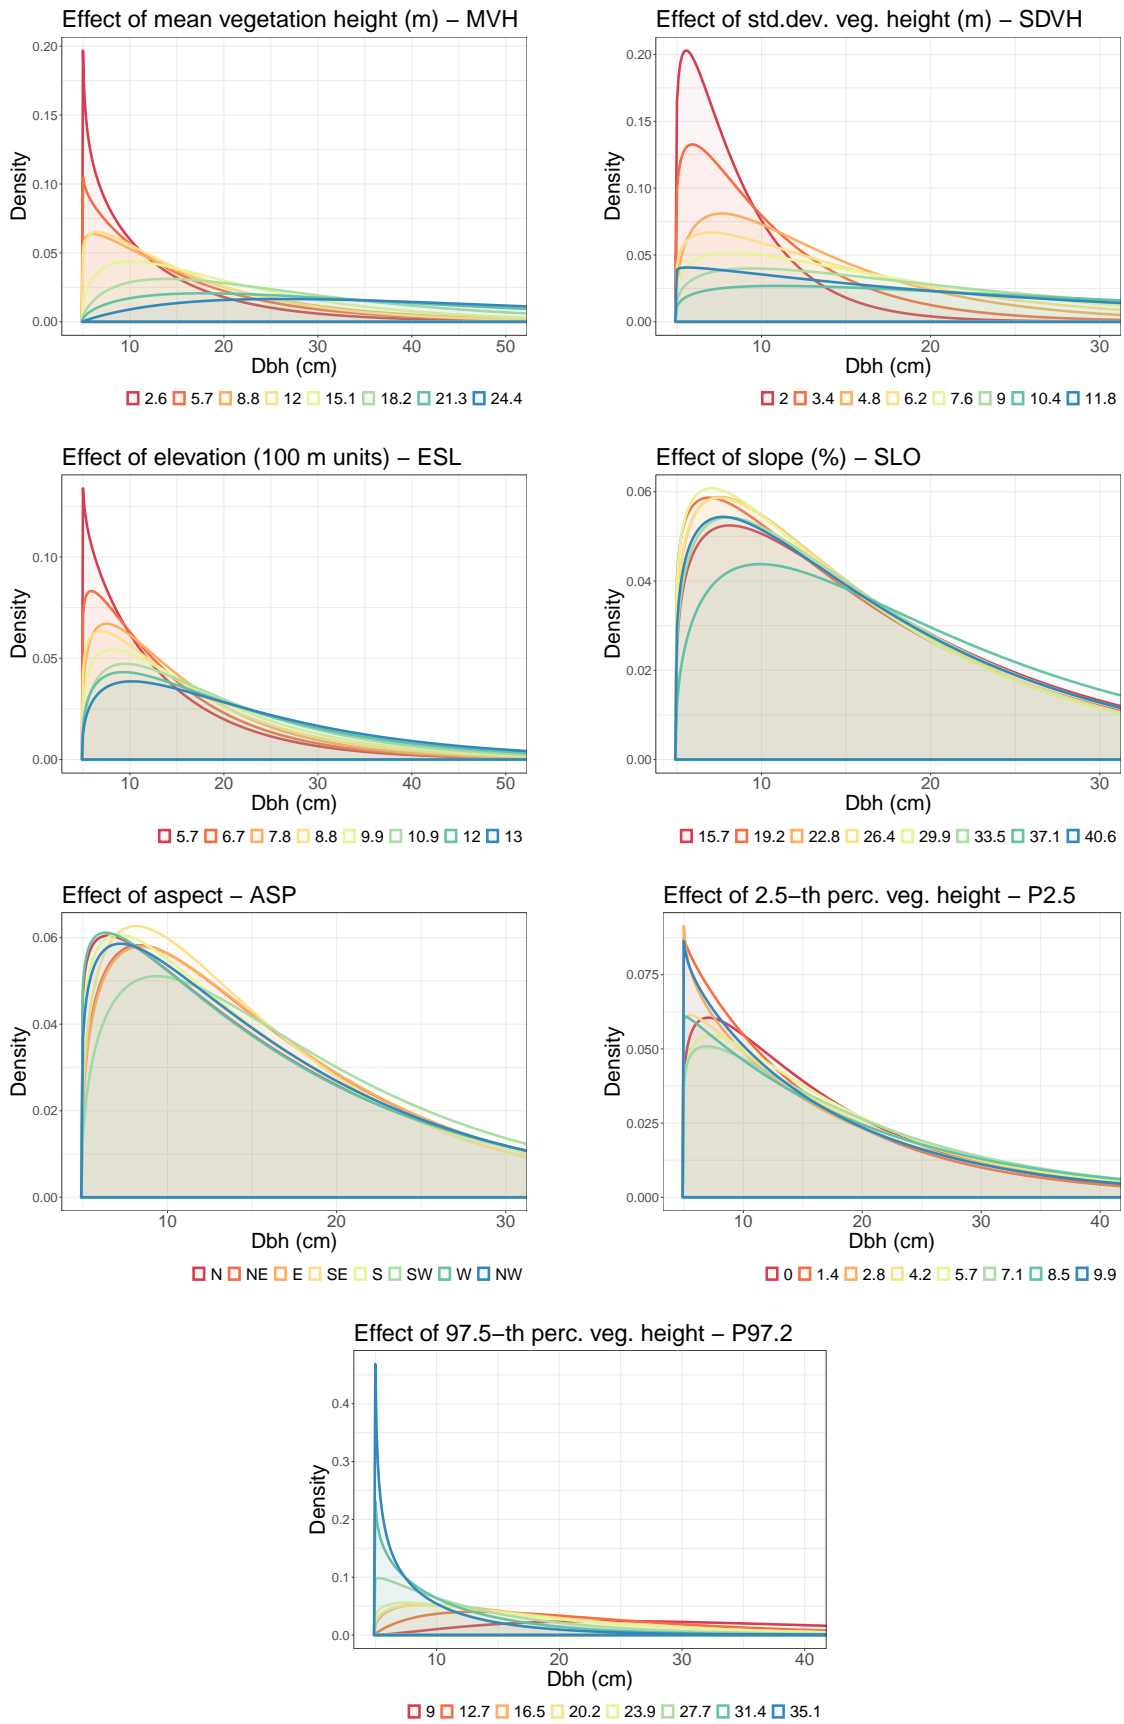 Effect of mean vegetation height (m) – MVH
0.20
0.15
0.10
0.05
0.00
Density
10 20 30 40 50
Dbh (cm)
2.6 5.7 8.8 12 15.1 18.2 21.3 24.4
Effect of std.dev. veg. height (m) – SDVH
0.20
0.15
0.10
0.05
0.00
Density
10 20 30
Dbh (cm)
2 3.4 4.8 6.2 7.6 9 10.4 11.8
Effect of elevation (100 m units) – ESL
0.10
0.05
0.00
Density
10 20 30 40 50
Dbh (cm)
5.7 6.7 7.8 8.8 9.9 10.9 12 13
Effect of slope (%) – SLO
0.06
0.04
0.02
0.00
Density
10 20 30
Dbh (cm)
15.7 19.2 22.8 26.4 29.9 33.5 37.1 40.6
Effect of aspect – ASP
0.06
0.04
0.02
0.00
Density
10 20 30
Dbh (cm)
N NE E SE S SW W NW
Effect of 2.5–th perc. veg. height – P2.5
0.075
0.050
0.025
0.000
Density
10 20 30 40
Dbh (cm)
0 1.4 2.8 4.2 5.7 7.1 8.5 9.9
Effect of 97.5–th perc. veg. height – P97.2
0.4
0.3
0.2
0.1
0.0
Density
10 20 30 40
Dbh (cm)
9 12.7 16.5 20.2 23.9 27.7 31.4 35.1